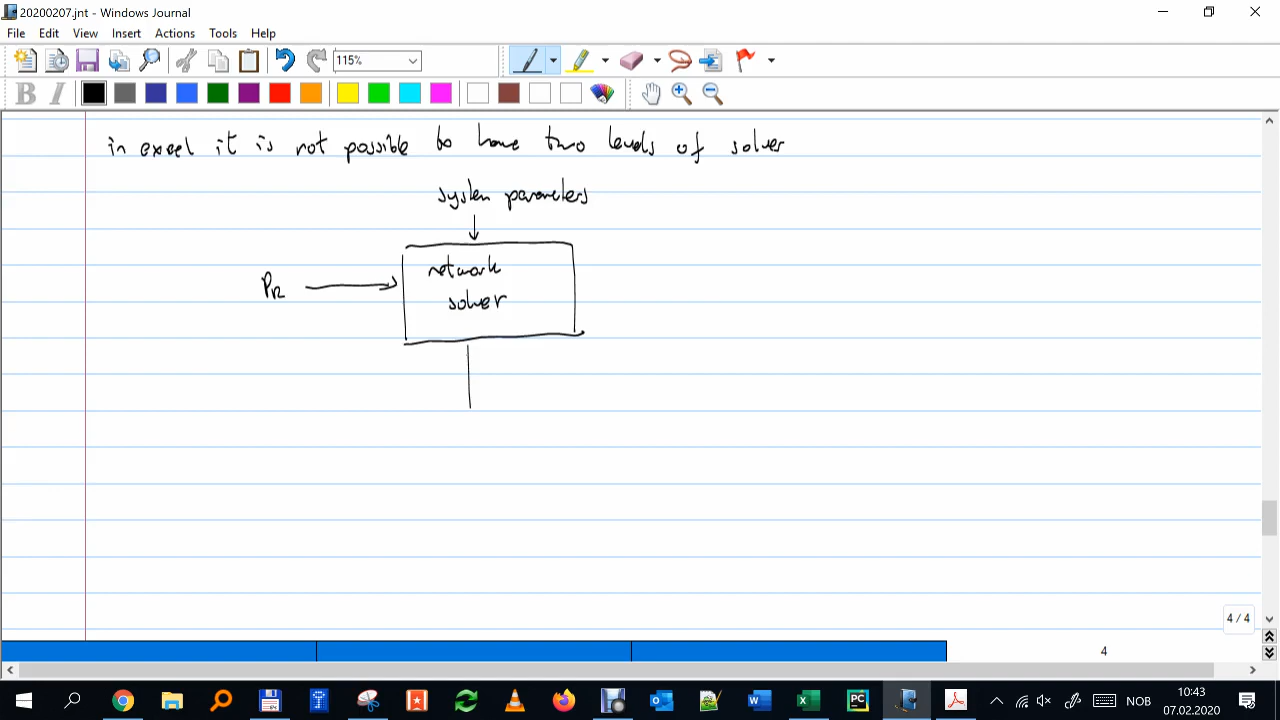 20200207.jnt - Windows Journal
File Edit View Insert Actions Tools Help
115%
B I
in excel it is not possible to have two levels of solver
system parameters
PR
network
solver
4 / 4
4
NOB
10:43
07.02.2020